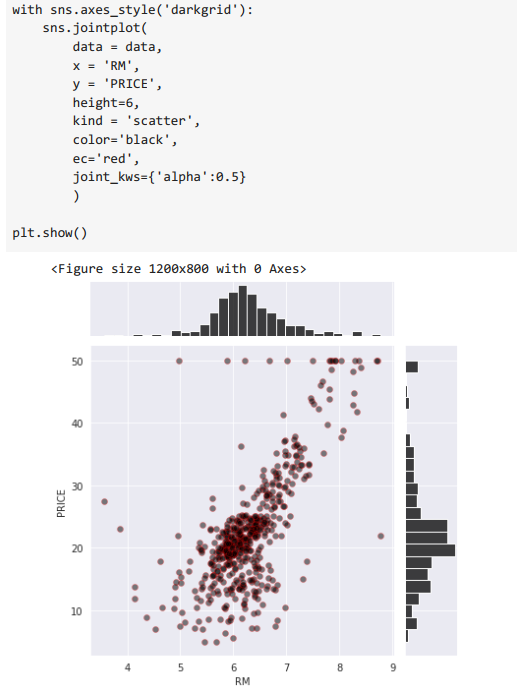 with sns.axes_style('darkgrid'):
    sns.jointplot(
        data = data,
        x = 'RM',
        y = 'PRICE',
        height=6,
        kind = 'scatter',
        color='black',
        ec='red',
        joint_kws={'alpha':0.5}
        )
plt.show()
<Figure size 1200x800 with 0 Axes>
50
40
30
20
10
PRICE
4 5 6 7 8 9
RM